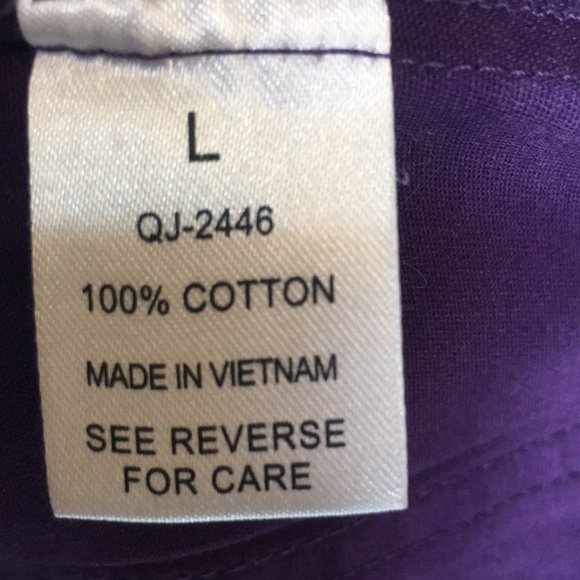 L
QJ-2446
100% COTTON
MADE IN VIETNAM
SEE REVERSE
FOR CARE